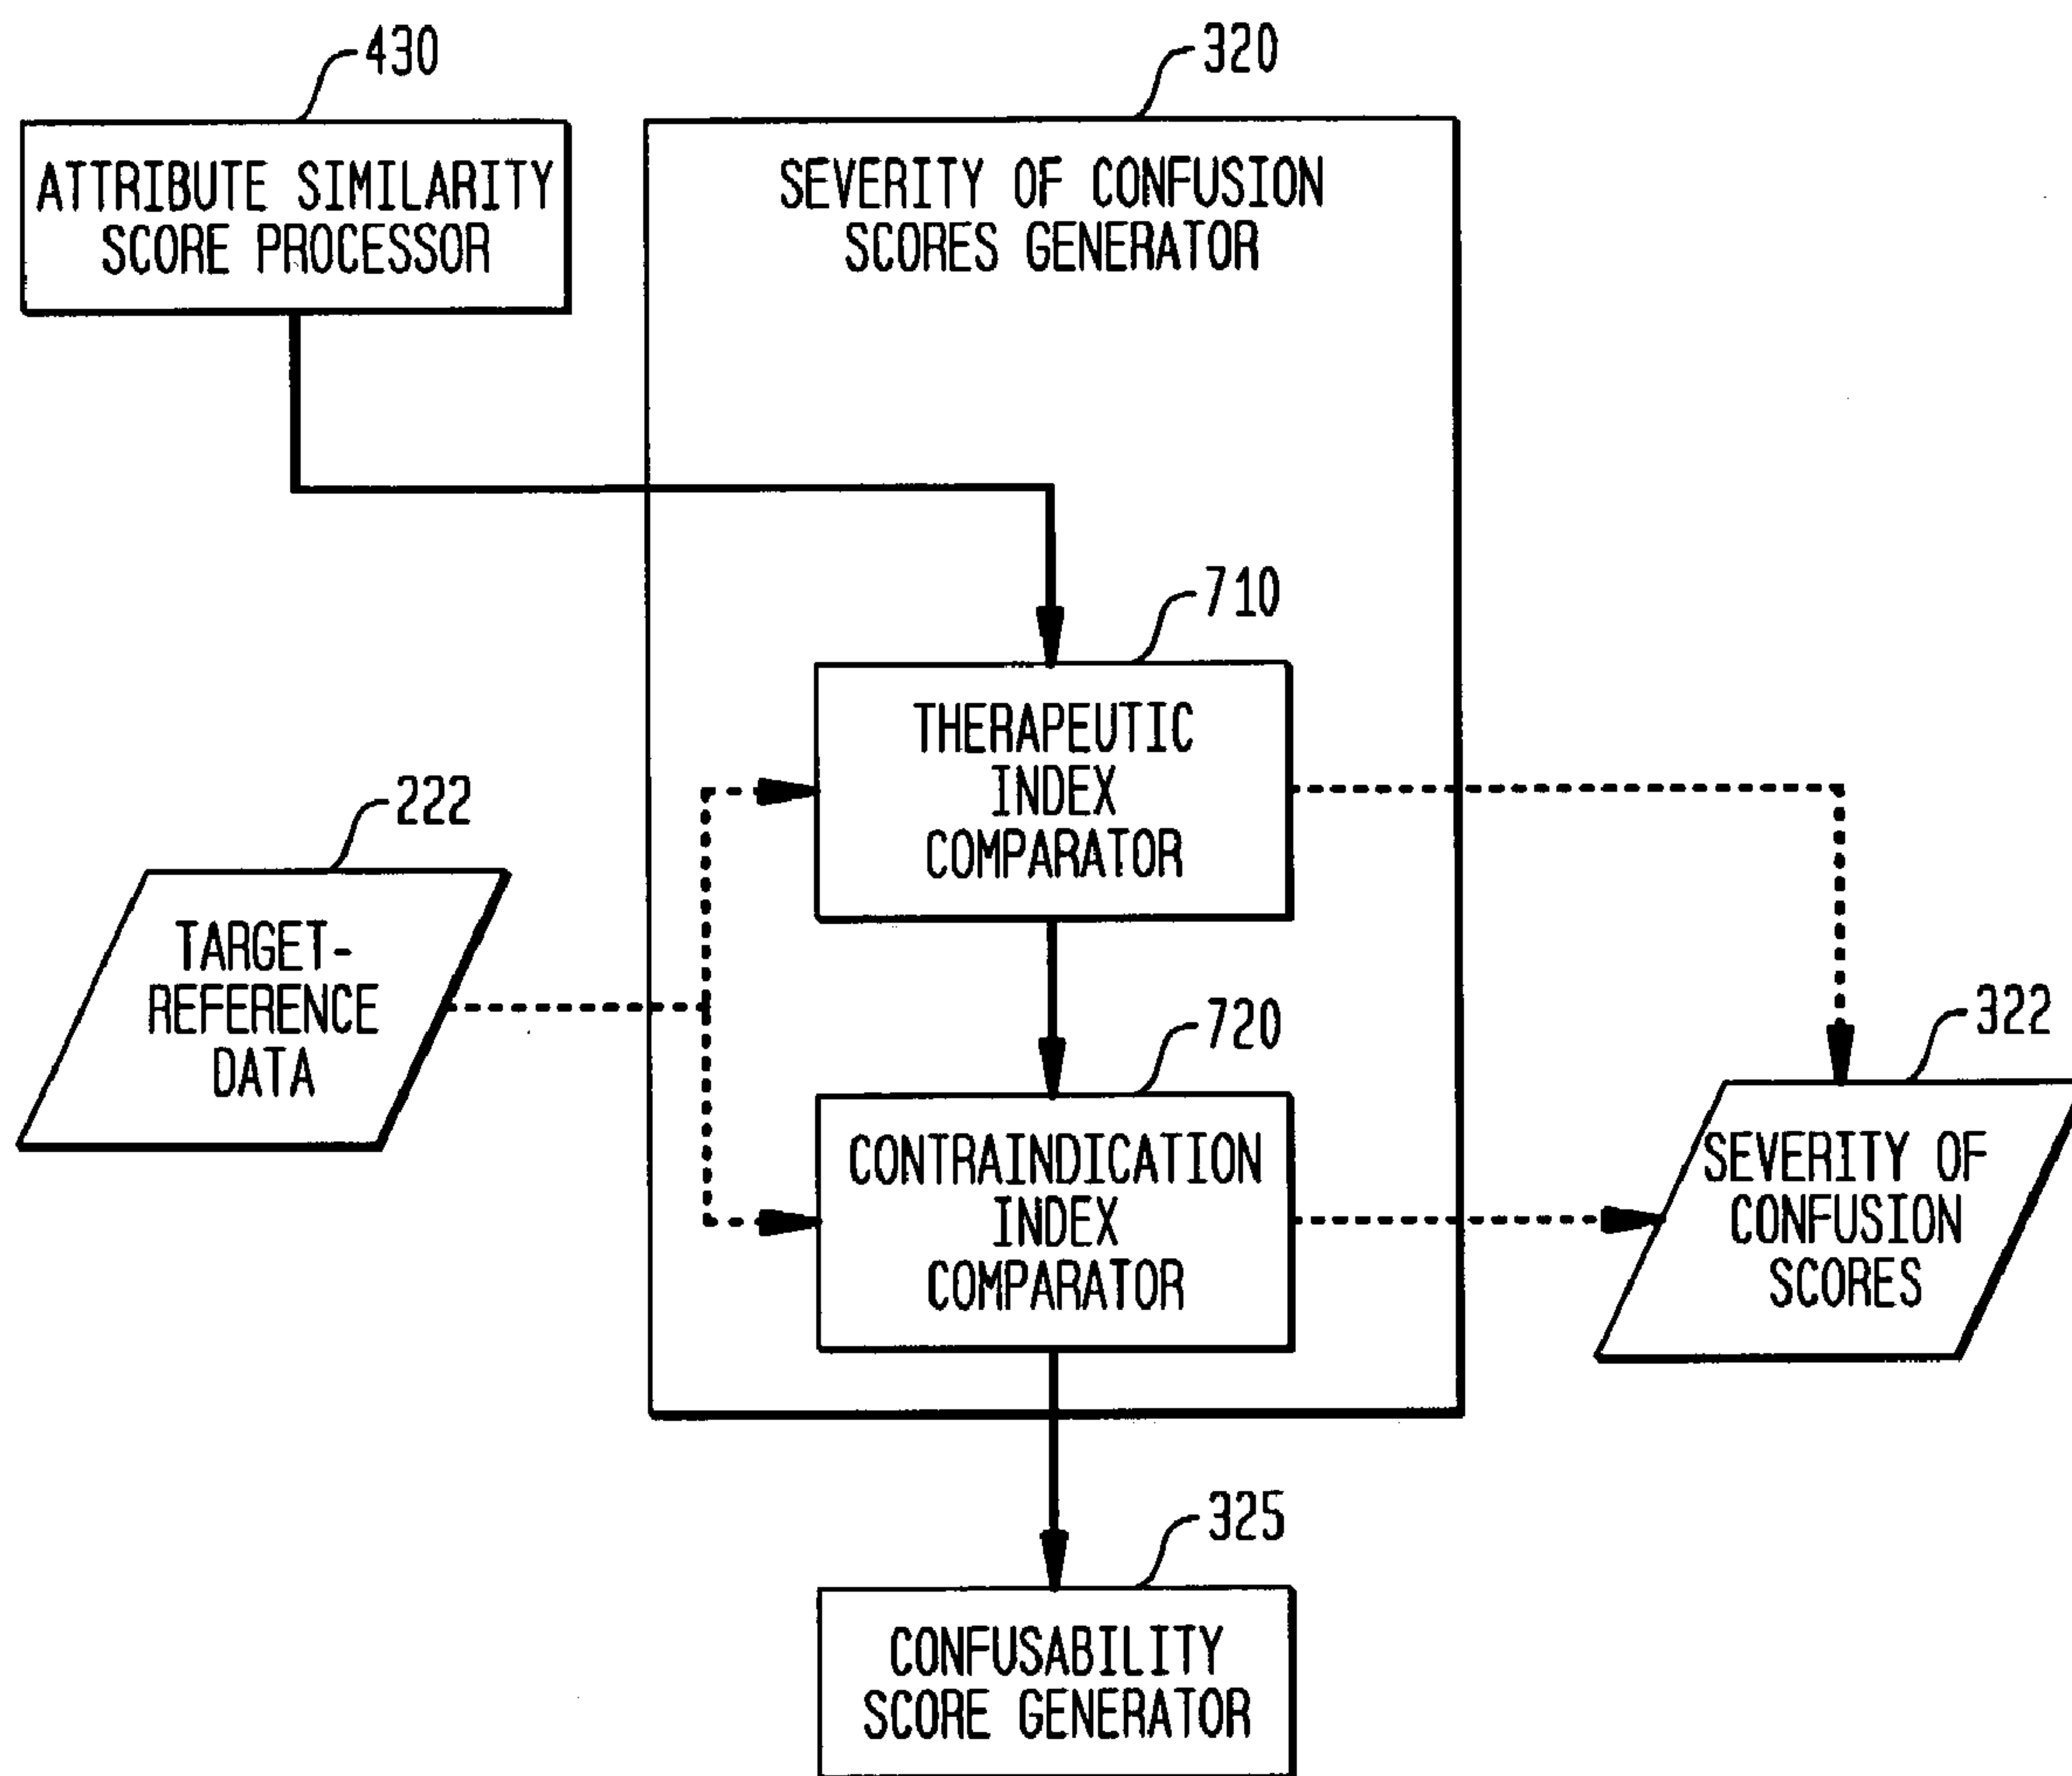 430
320
ATTRIBUTE SIMILARITY
SCORE PROCESSOR
SEVERITY OF CONFUSION
SCORES GENERATOR
710
THERAPEUTIC
INDEX
COMPARATOR
222
TARGET-
REFERENCE
DATA
720
CONTRAINDICATION
INDEX
COMPARATOR
322
SEVERITY OF
CONFUSION
SCORES
325
CONFUSABILITY
SCORE GENERATOR